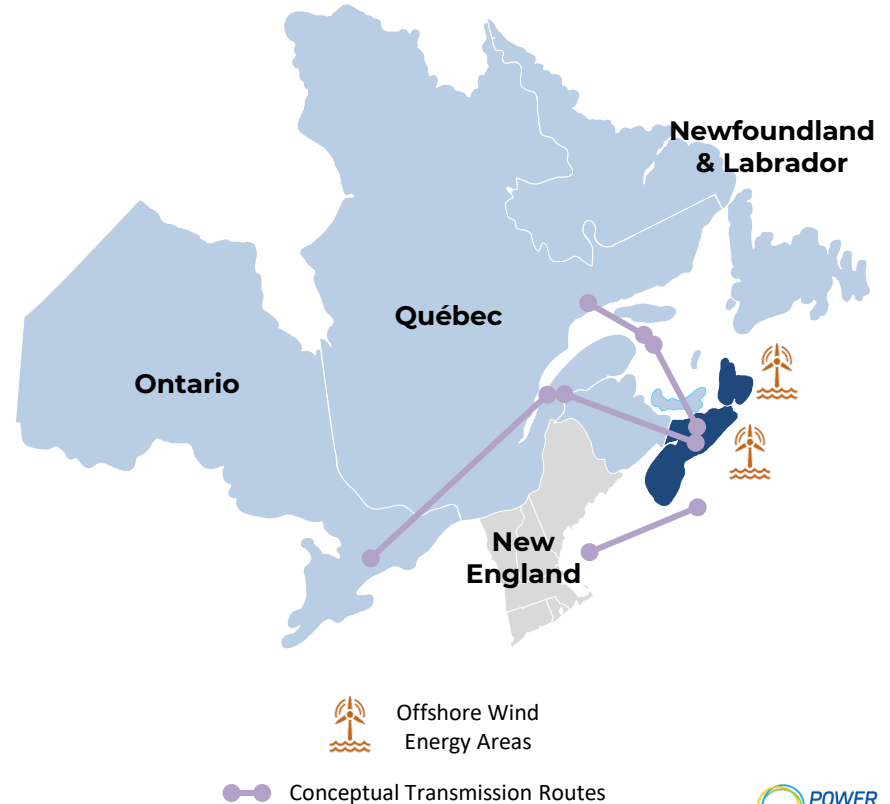 Newfoundland
& Labrador
Québec
Ontario
New
England
Offshore Wind
Energy Areas
Conceptual Transmission Routes
POWER